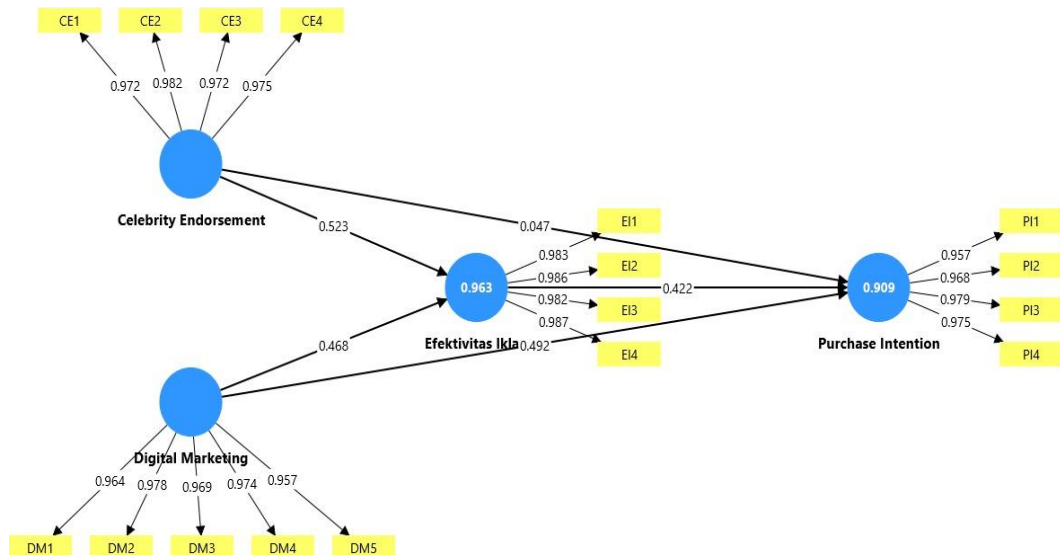 CE1 CE2 CE3 CE4
0.972 0.982 0.972 0.975
Celebrity Endorsement
0.523
0.047
EI1
EI2
EI3
EI4
0.983
0.986
0.982
0.987
0.963
Efektivitas Ikla
0.422
0.468
0.492
0.909
Purchase Intention
PI1
PI2
PI3
PI4
0.957
0.968
0.979
0.975
Digital Marketing
0.964 0.978 0.969 0.974 0.957
DM1 DM2 DM3 DM4 DM5